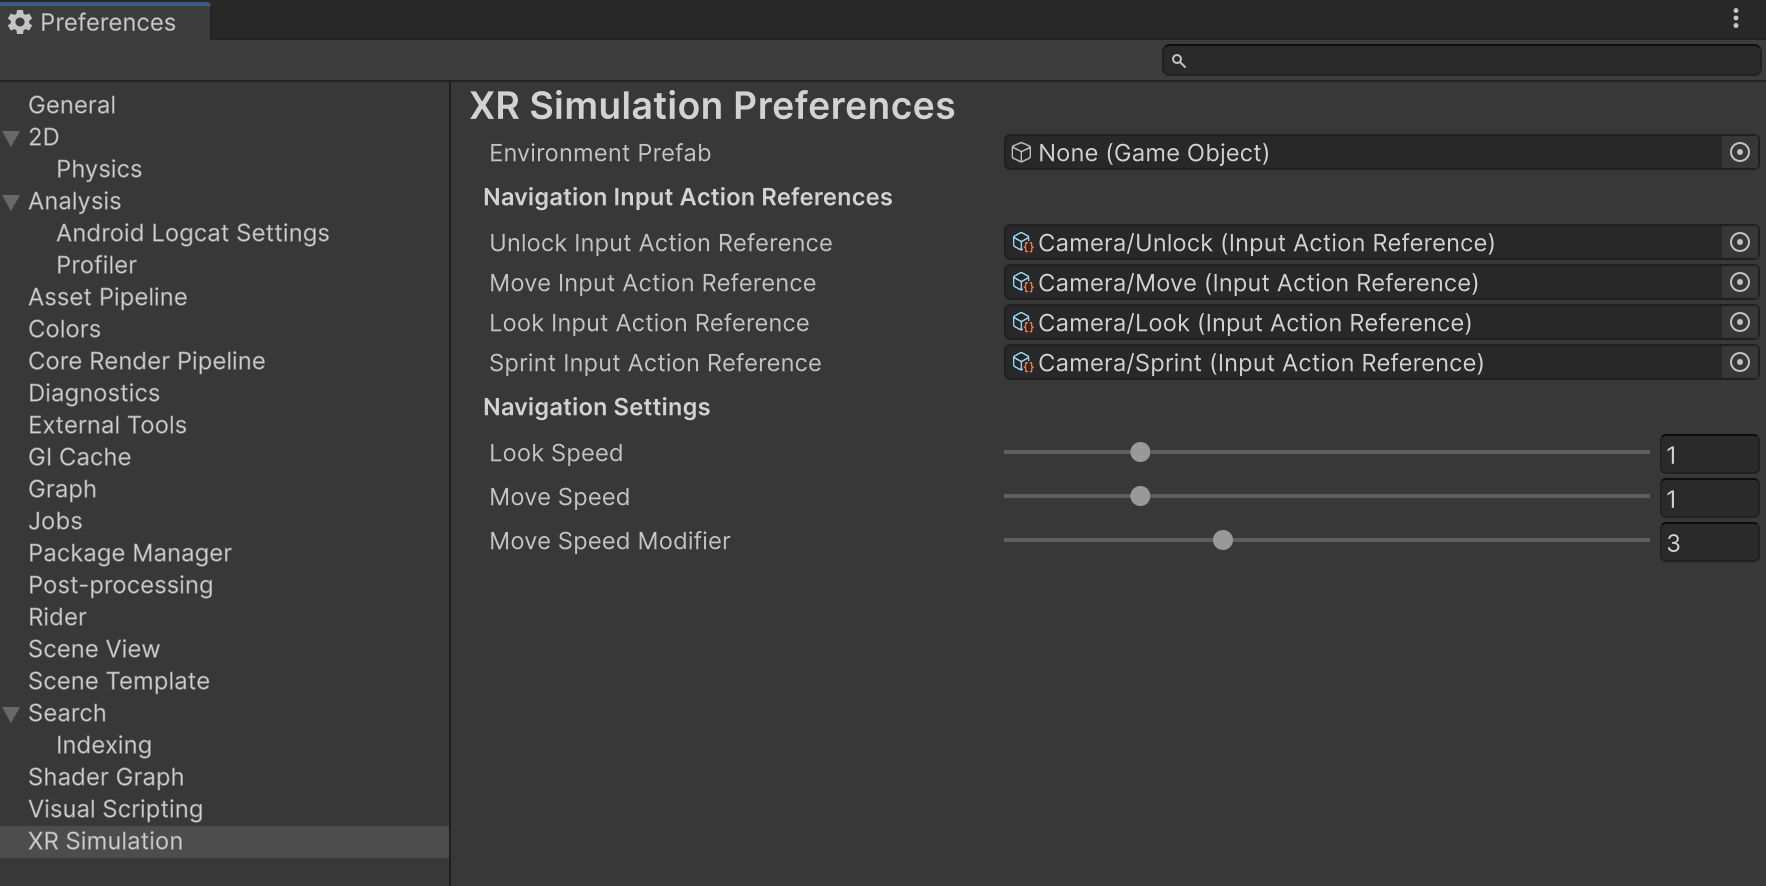 Preferences
General
2D
Physics
Analysis
Android Logcat Settings
Profiler
Asset Pipeline
Colors
Core Render Pipeline
Diagnostics
External Tools
GI Cache
Graph
Jobs
Package Manager
Post-processing
Rider
Scene View
Scene Template
Search
Indexing
Shader Graph
Visual Scripting
XR Simulation
XR Simulation Preferences
Environment Prefab None (Game Object)
Navigation Input Action References
Unlock Input Action Reference Camera/Unlock (Input Action Reference)
Move Input Action Reference Camera/Move (Input Action Reference)
Look Input Action Reference Camera/Look (Input Action Reference)
Sprint Input Action Reference Camera/Sprint (Input Action Reference)
Navigation Settings
Look Speed 1
Move Speed 1
Move Speed Modifier 3